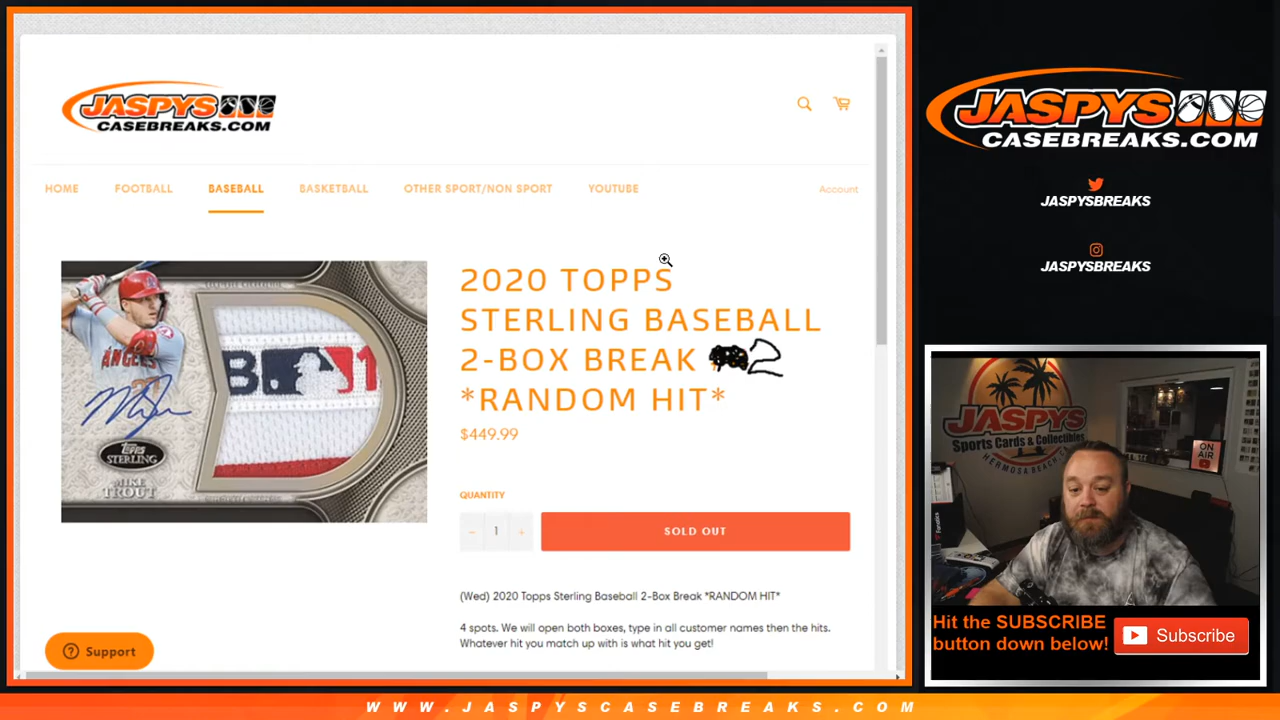 JASPYS
CASEBREAKS.COM
HOME FOOTBALL BASEBALL BASKETBALL OTHER SPORT/NON SPORT YOUTUBE Account
2020 TOPPS
STERLING BASEBALL
2-BOX BREAK 2
*RANDOM HIT*
$449.99
QUANTITY
− 1 + SOLD OUT
(Wed) 2020 Topps Sterling Baseball 2-Box Break *RANDOM HIT*
4 spots. We will open both boxes, type in all customer names then the hits.
Whatever hit you match up with is what hit you get!
ANGELS
B 1
TOPPS
STERLING
MIKE
TROUT
Support
JASPYS
CASEBREAKS.COM
JASPYSBREAKS
JASPYSBREAKS
JASPYS
Sports Cards & Collectibles
ON
AIR
Hit the SUBSCRIBE
button down below!
Subscribe
WWW.JASPYSCASEBREAKS.COM